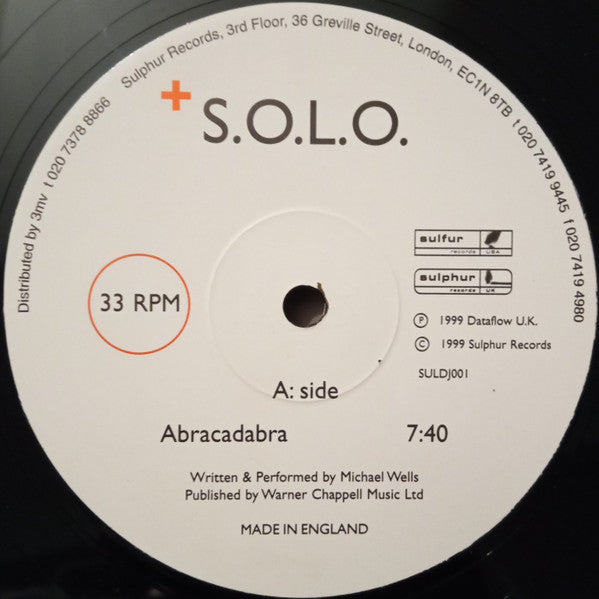 Distributed by 3mv t 020 7378 8866 Sulphur Records, 3rd Floor, 36 Greville Street, London, EC1N 8TB t 020 7419 9445 f 020 7419 4980
+ S.O.L.O.
sulfur
records USA
sulphur
records UK
33 RPM
℗ 1999 Dataflow U.K.
© 1999 Sulphur Records
SULDJ001
A: side
Abracadabra 7:40
Written & Performed by Michael Wells
Published by Warner Chappell Music Ltd
MADE IN ENGLAND